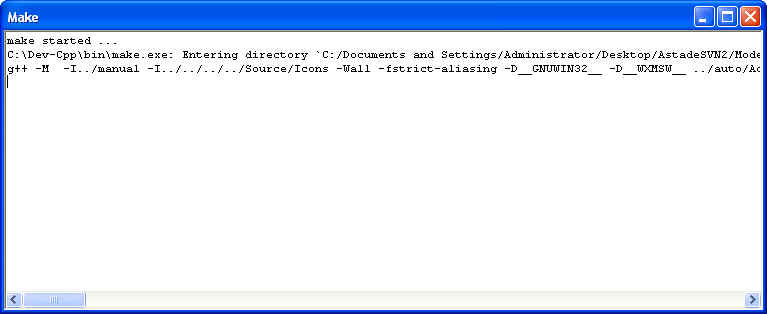 Make
make started ...
C:\Dev-Cpp\bin\make.exe: Entering directory `C:/Documents and Settings/Administrator/Desktop/AstadeSVN2/Mode
g++ -M  -I../manual -I../../../../Source/Icons -Wall -fstrict-aliasing -D__GNUWIN32__ -D__WXMSW__ ../auto/Ad